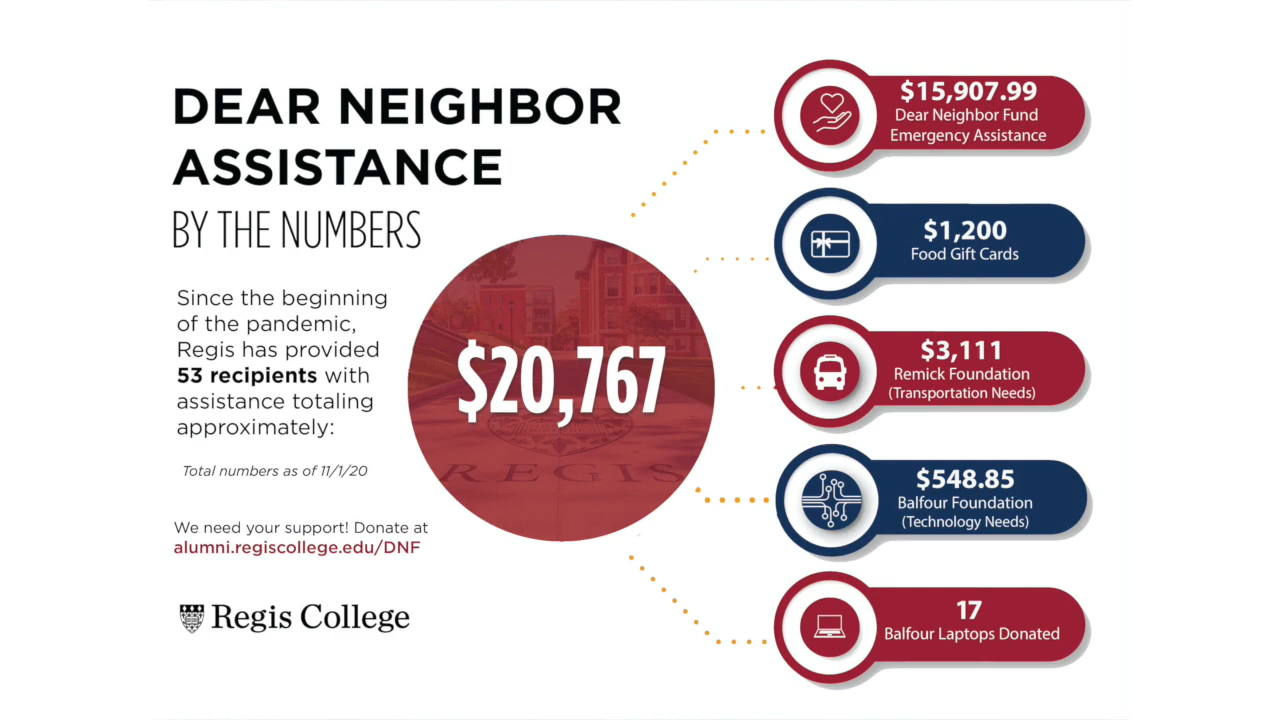 DEAR NEIGHBOR
ASSISTANCE
BY THE NUMBERS
Since the beginning
of the pandemic,
Regis has provided
53 recipients with
assistance totaling
approximately:
Total numbers as of 11/1/20
We need your support! Donate at
alumni.regiscollege.edu/DNF
Regis College
$20,767
REGIS
$15,907.99
Dear Neighbor Fund
Emergency Assistance
$1,200
Food Gift Cards
$3,111
Remick Foundation
(Transportation Needs)
$548.85
Balfour Foundation
(Technology Needs)
17
Balfour Laptops Donated